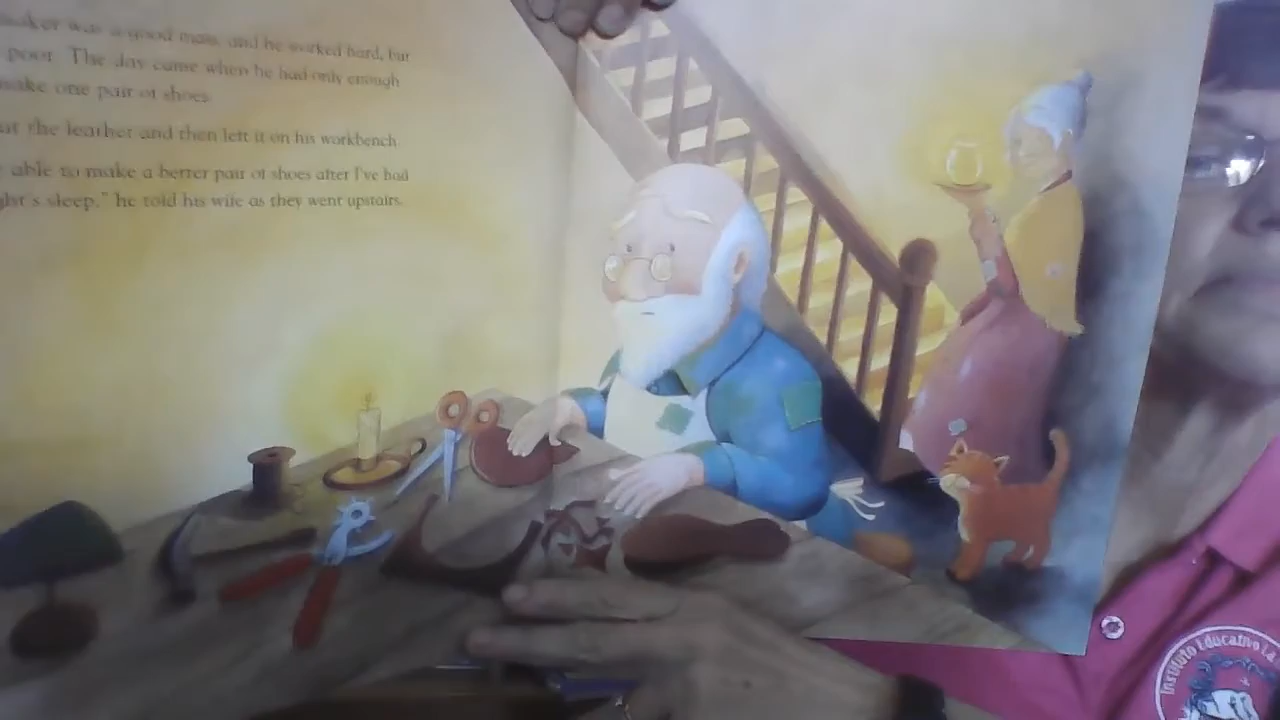 was a good man, and he worked hard, but
poor. The day came when he had only enough
make one pair of shoes.
the leather and then left it on his workbench.
able to make a better pair of shoes after I've had
sleep," he told his wife as they went upstairs.
Instituto Educativo